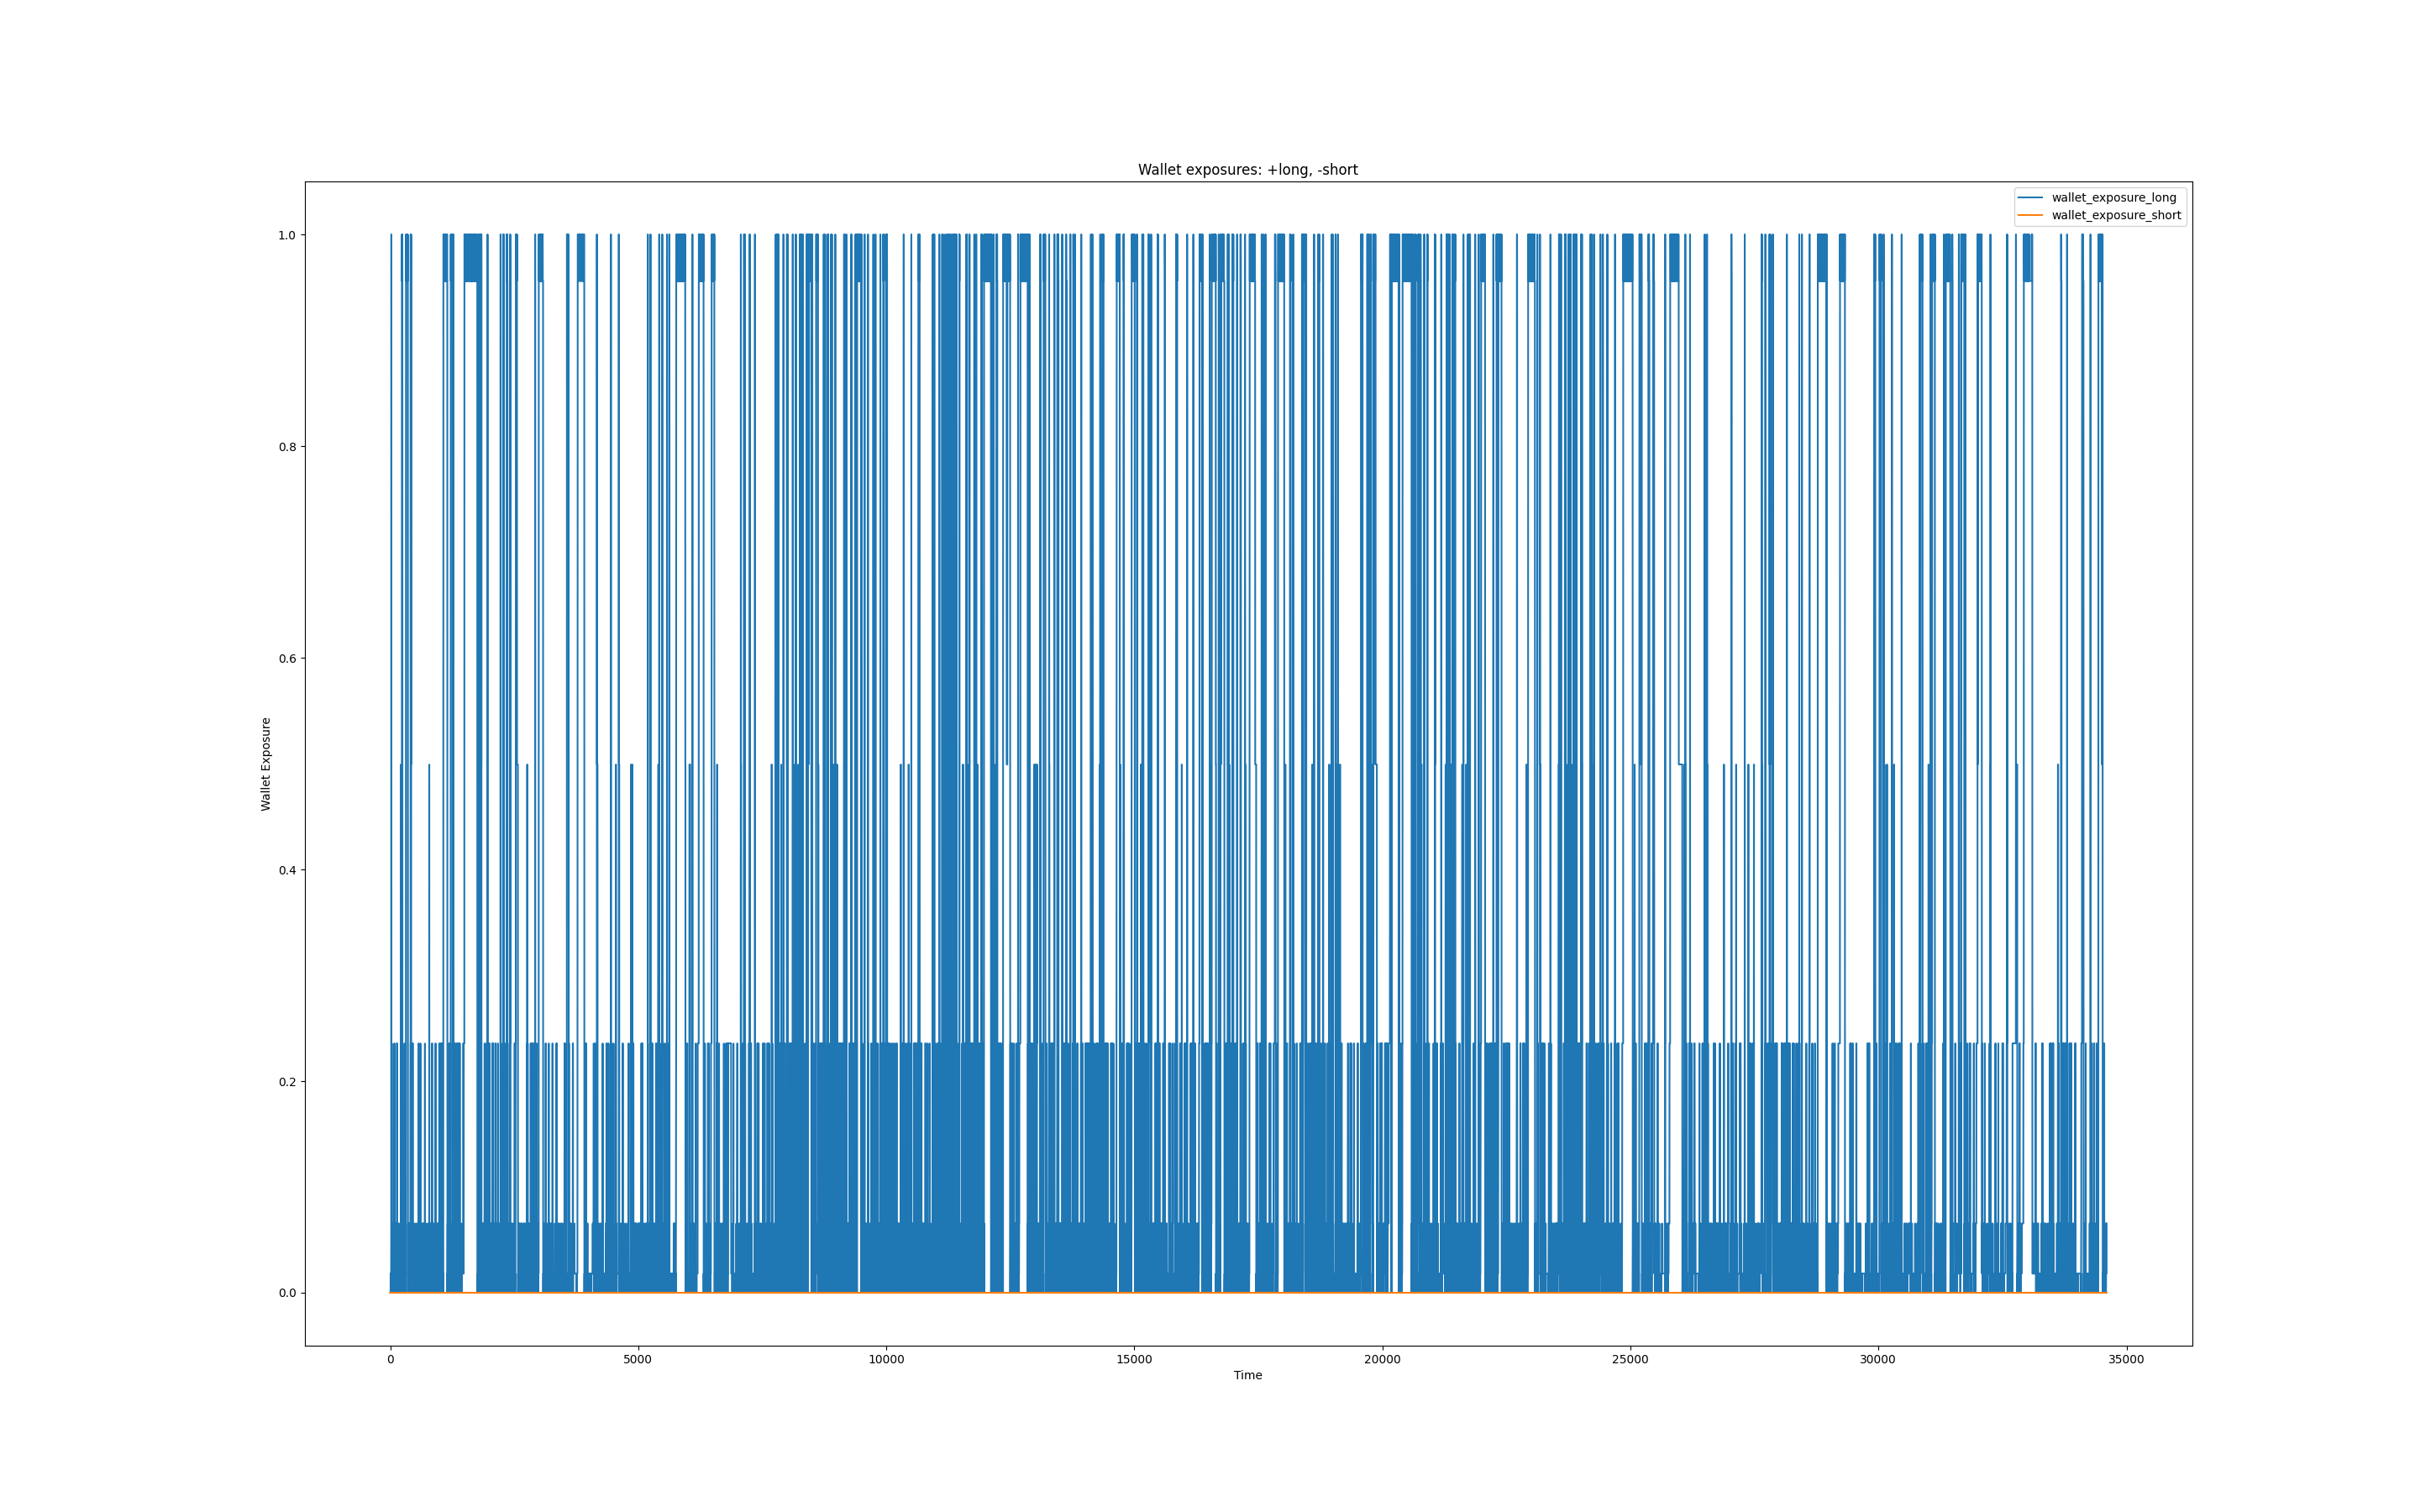 Wallet exposures: +long, -short
wallet_exposure_long
wallet_exposure_short
1.0
0.8
0.6
0.4
0.2
0.0
Wallet Exposure
0 5000 10000 15000 20000 25000 30000 35000
Time